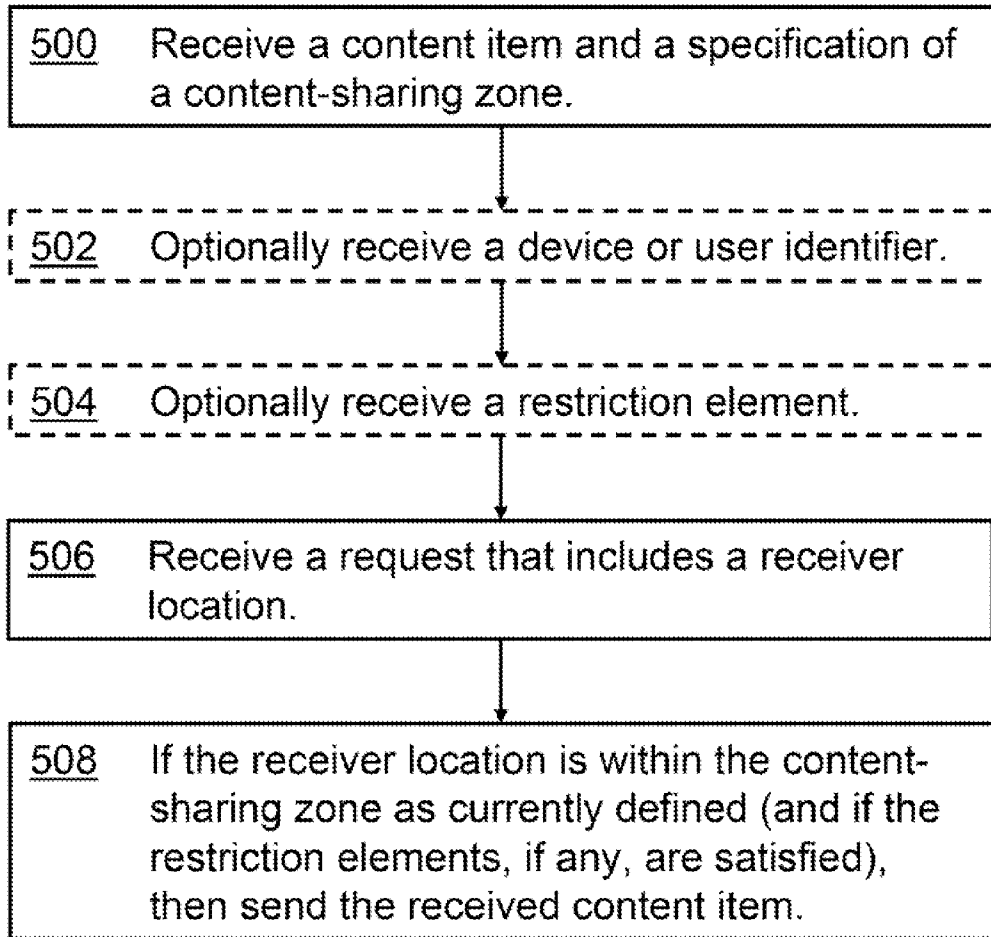 500 Receive a content item and a specification of
a content-sharing zone.
502 Optionally receive a device or user identifier.
504 Optionally receive a restriction element.
506 Receive a request that includes a receiver
location.
508 If the receiver location is within the content-
sharing zone as currently defined (and if the
restriction elements, if any, are satisfied),
then send the received content item.